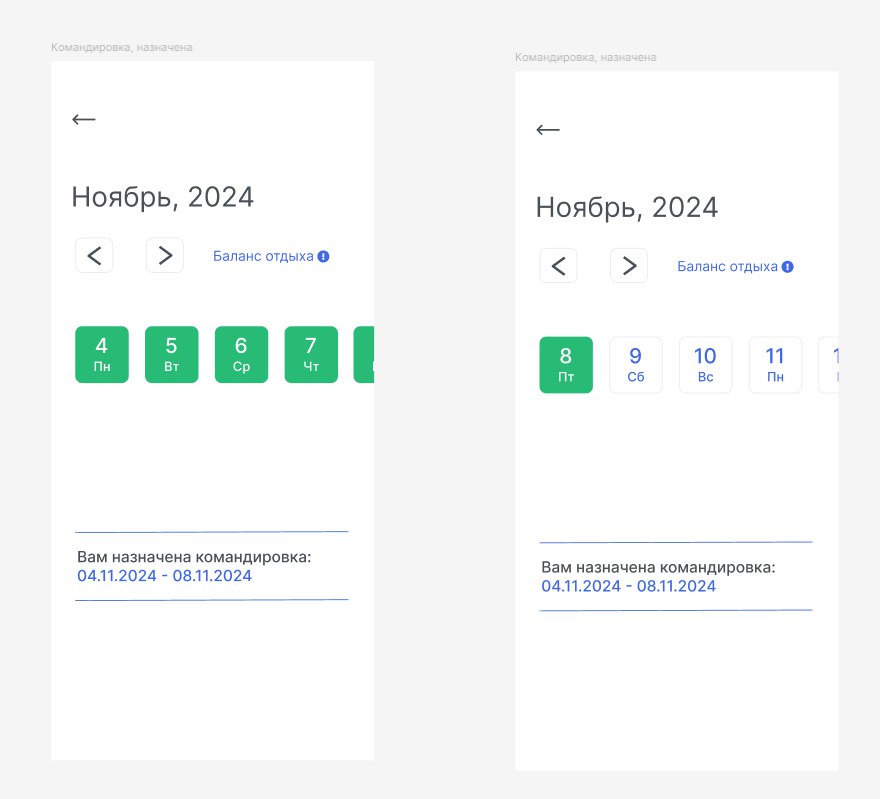 Командировка, назначена
Ноябрь, 2024
Баланс отдыха
4 5 6 7
Пн Вт Ср Чт
Вам назначена командировка:
04.11.2024 - 08.11.2024
Командировка, назначена
Ноябрь, 2024
Баланс отдыха
8 9 10 11
Пт Сб Вс Пн
Вам назначена командировка:
04.11.2024 - 08.11.2024